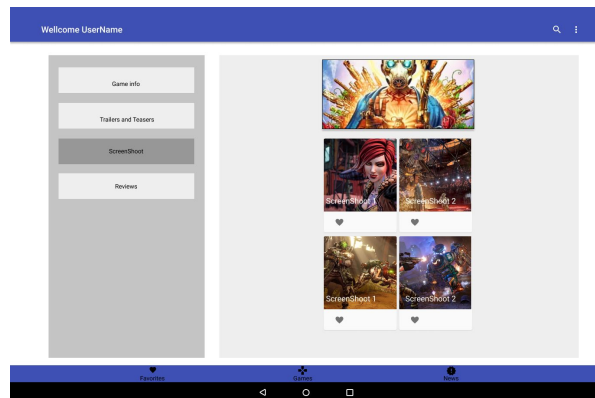 Wellcome UserName
Game info
Trailers and Teasers
ScreenShoot
Reviews
ScreenShoot 1
ScreenShoot 2
ScreenShoot 1
ScreenShoot 2
Favorites
Games
News